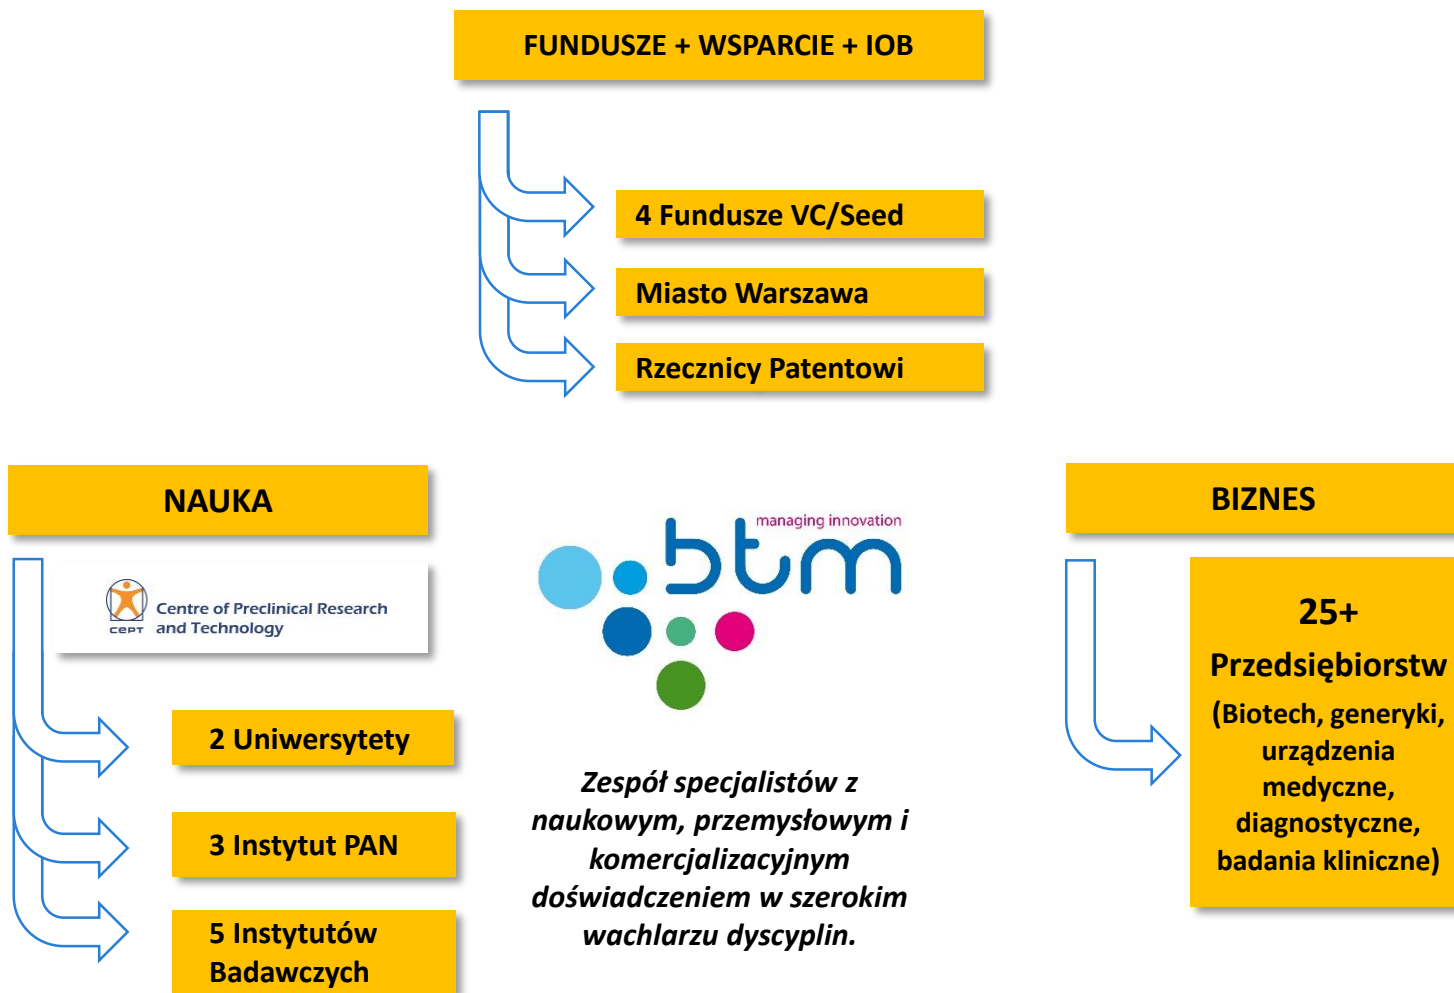 FUNDUSZE + WSPARCIE + IOB
4 Fundusze VC/Seed
Miasto Warszawa
Rzecznicy Patentowi
NAUKA
CEPT
Centre of Preclinical Research
and Technology
2 Uniwersytety
3 Instytut PAN
5 Instytutów
Badawczych
managing innovation
btm
Zespół specjalistów z
naukowym, przemysłowym i
komercjalizacyjnym
doświadczeniem w szerokim
wachlarzu dyscyplin.
BIZNES
25+
Przedsiębiorstw
(Biotech, generyki,
urządzenia
medyczne,
diagnostyczne,
badania kliniczne)